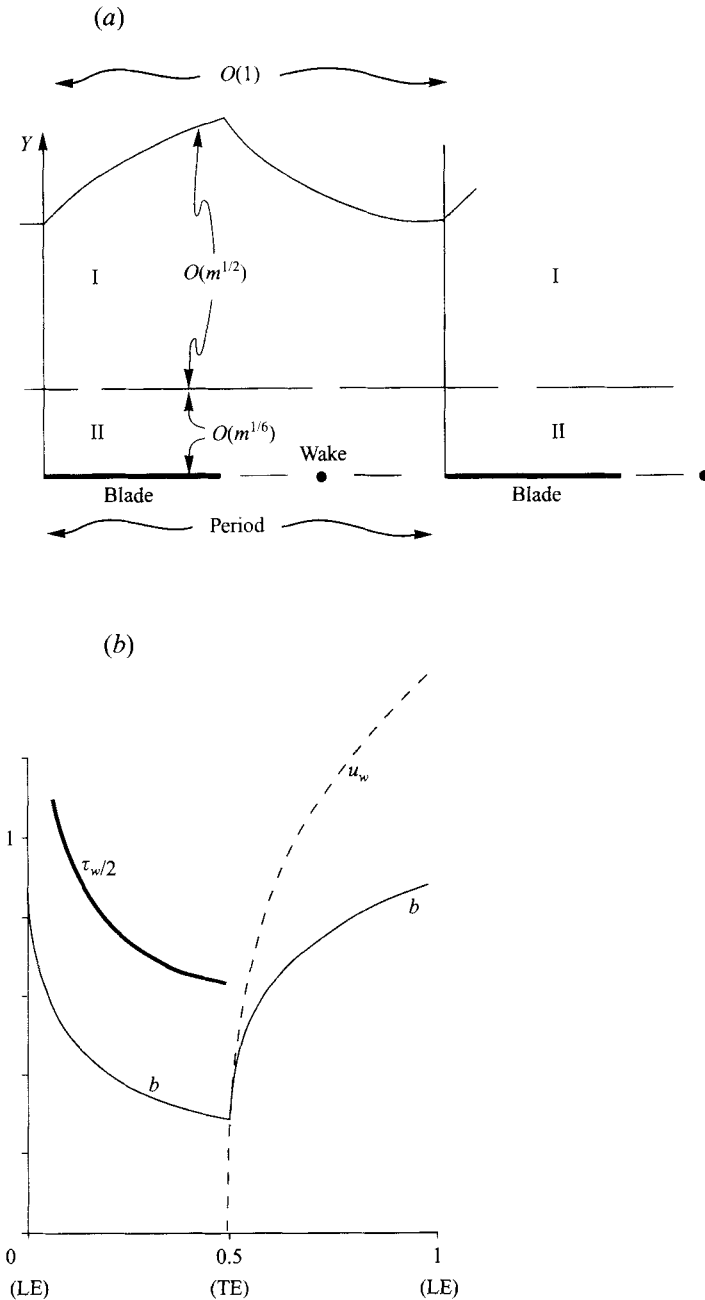 (a)
O(1)
Y
I
O(m^{1/2})
I
II
O(m^{1/6})
Wake
II
Blade
Blade
Period
(b)
u_w
1
τ_w/2
b
b
0
0.5
1
(LE)
(TE)
(LE)